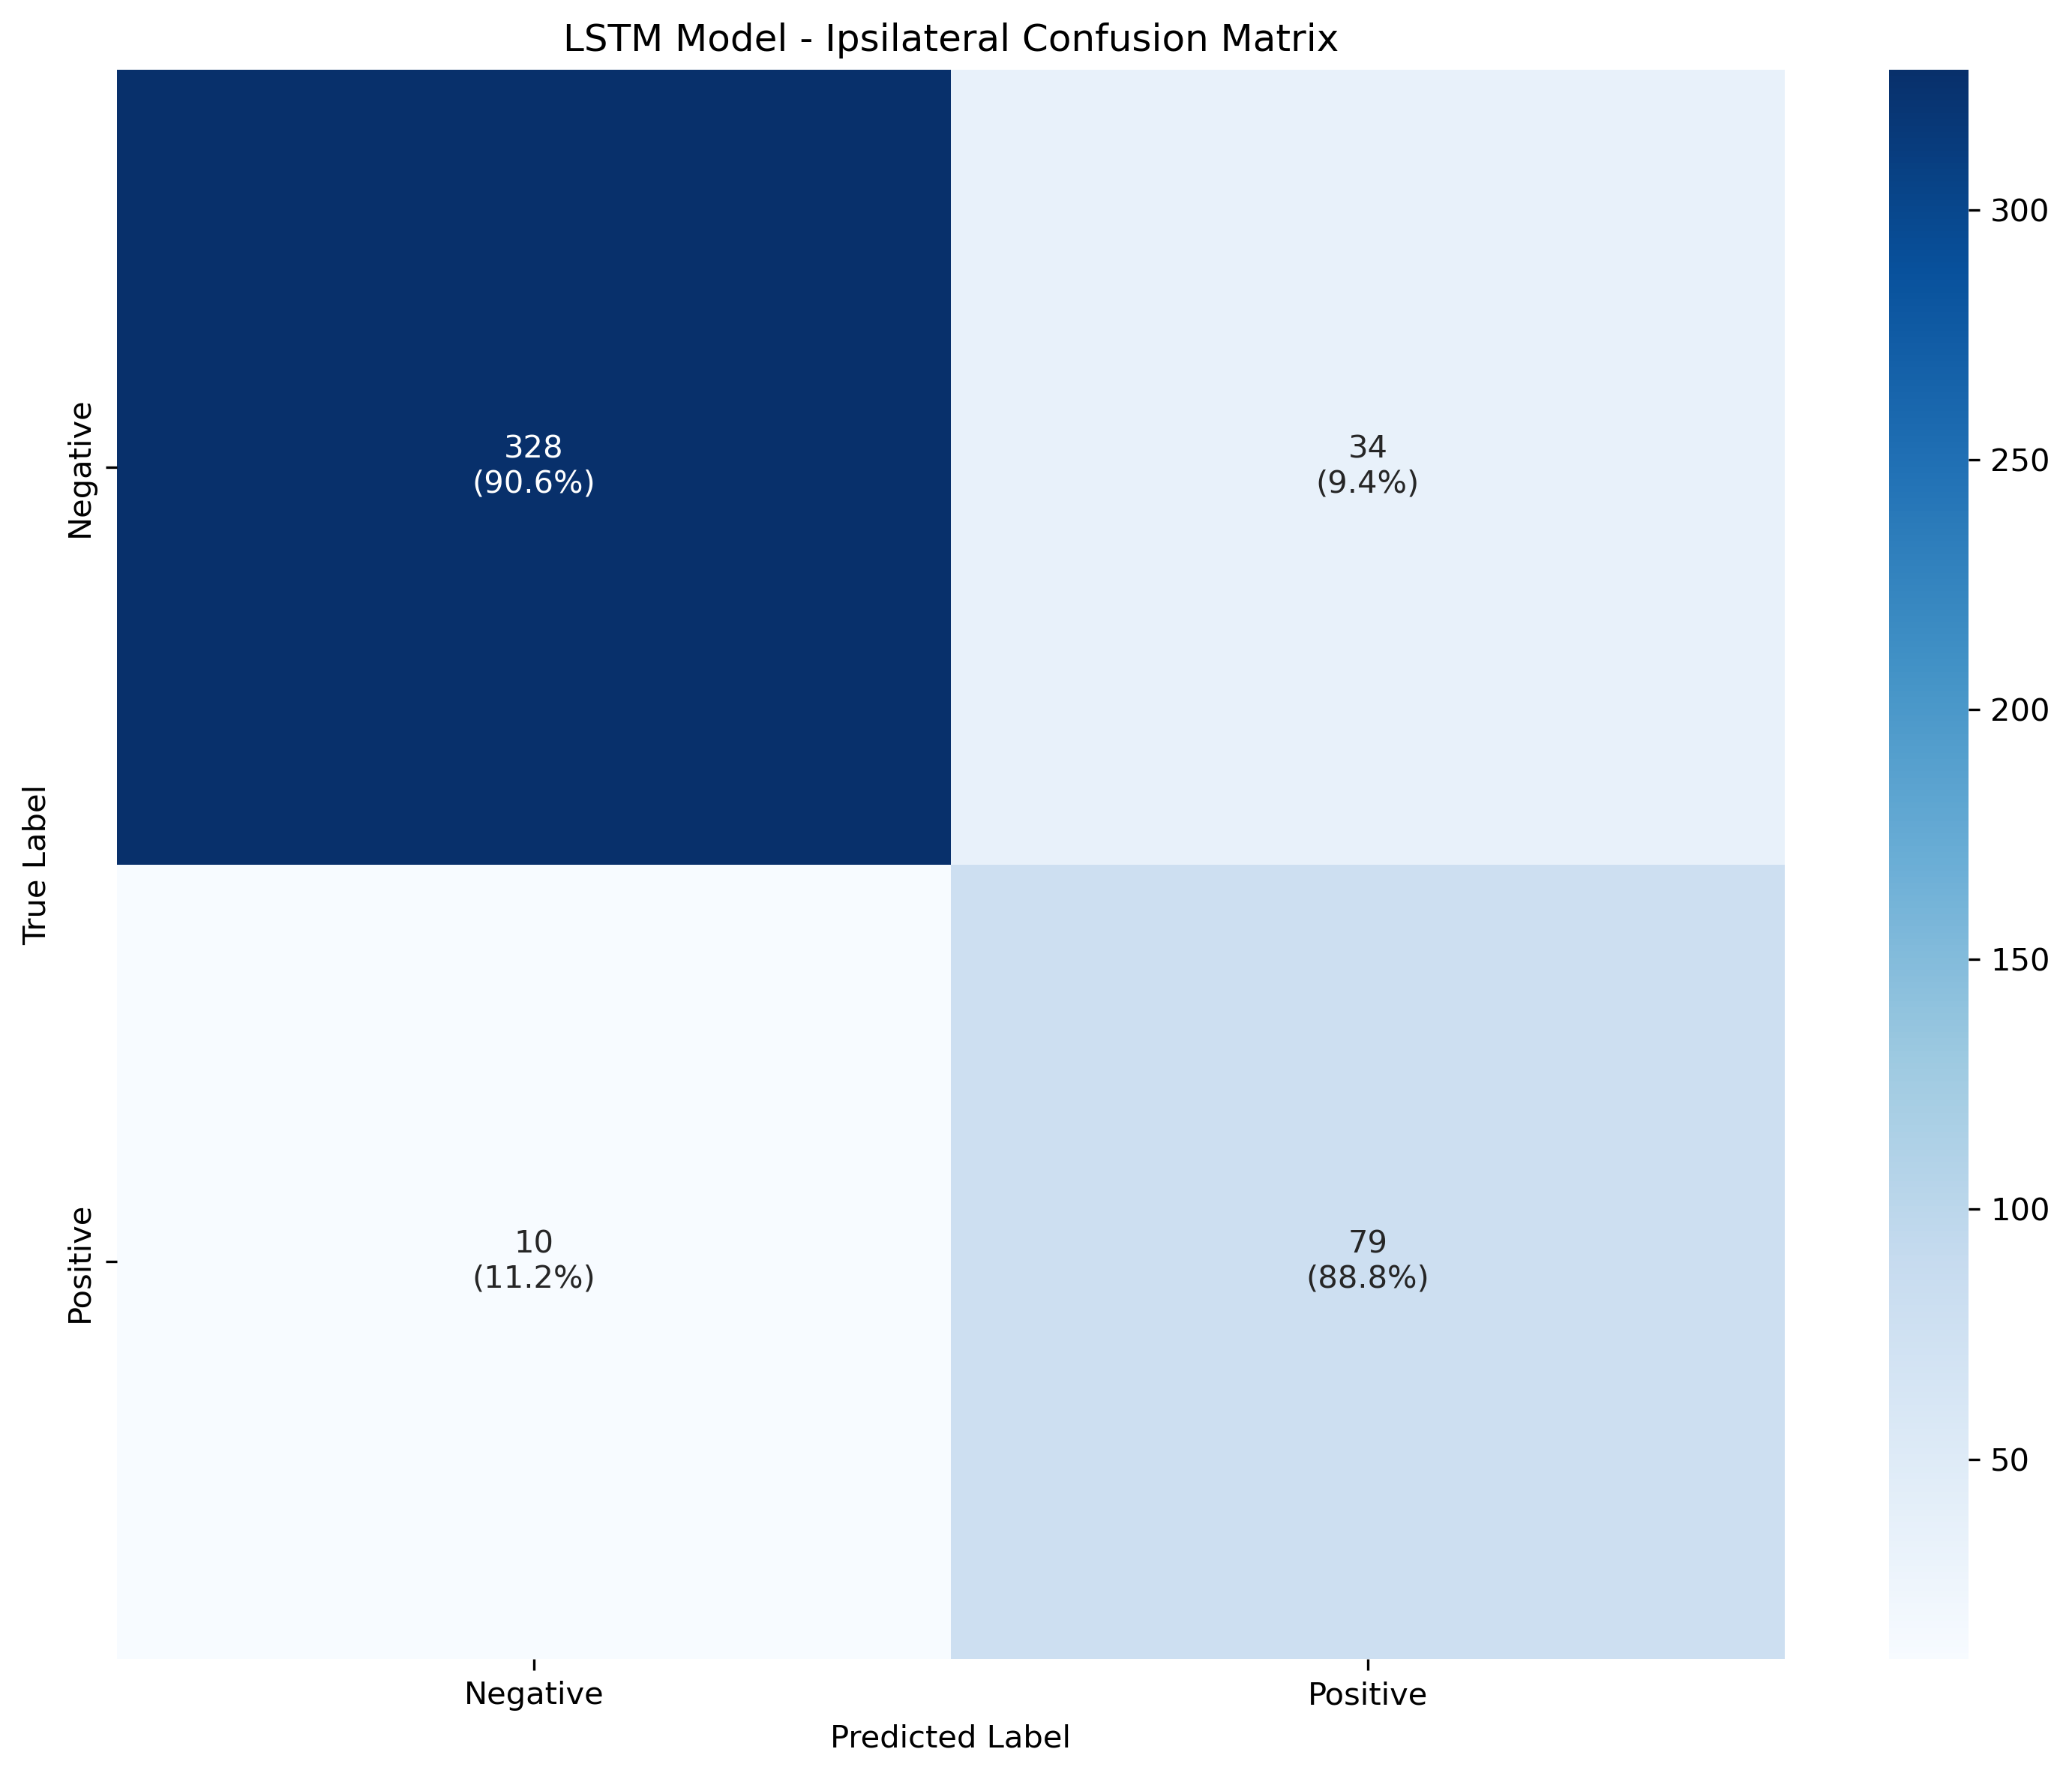 LSTM Model - Ipsilateral Confusion Matrix
True Label
Negative
328
(90.6%)
34
(9.4%)
Positive
10
(11.2%)
79
(88.8%)
Negative
Positive
Predicted Label
300
250
200
150
100
50